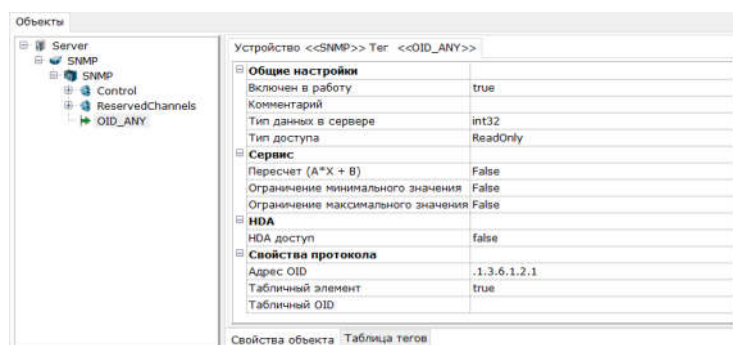 Объекты
Server
SNMP
SNMP
Control
ReservedChannels
OID_ANY
Устройство <<SNMP>> Тег <<OID_ANY>>
Общие настройки
Включен в работу true
Комментарий
Тип данных в сервере int32
Тип доступа ReadOnly
Сервис
Пересчет (A*X + B) False
Ограничение минимального значения False
Ограничение максимального значения False
HDA
HDA доступ false
Свойства протокола
Адрес OID .1.3.6.1.2.1
Табличный элемент true
Табличный OID
Свойства объекта Таблица тегов